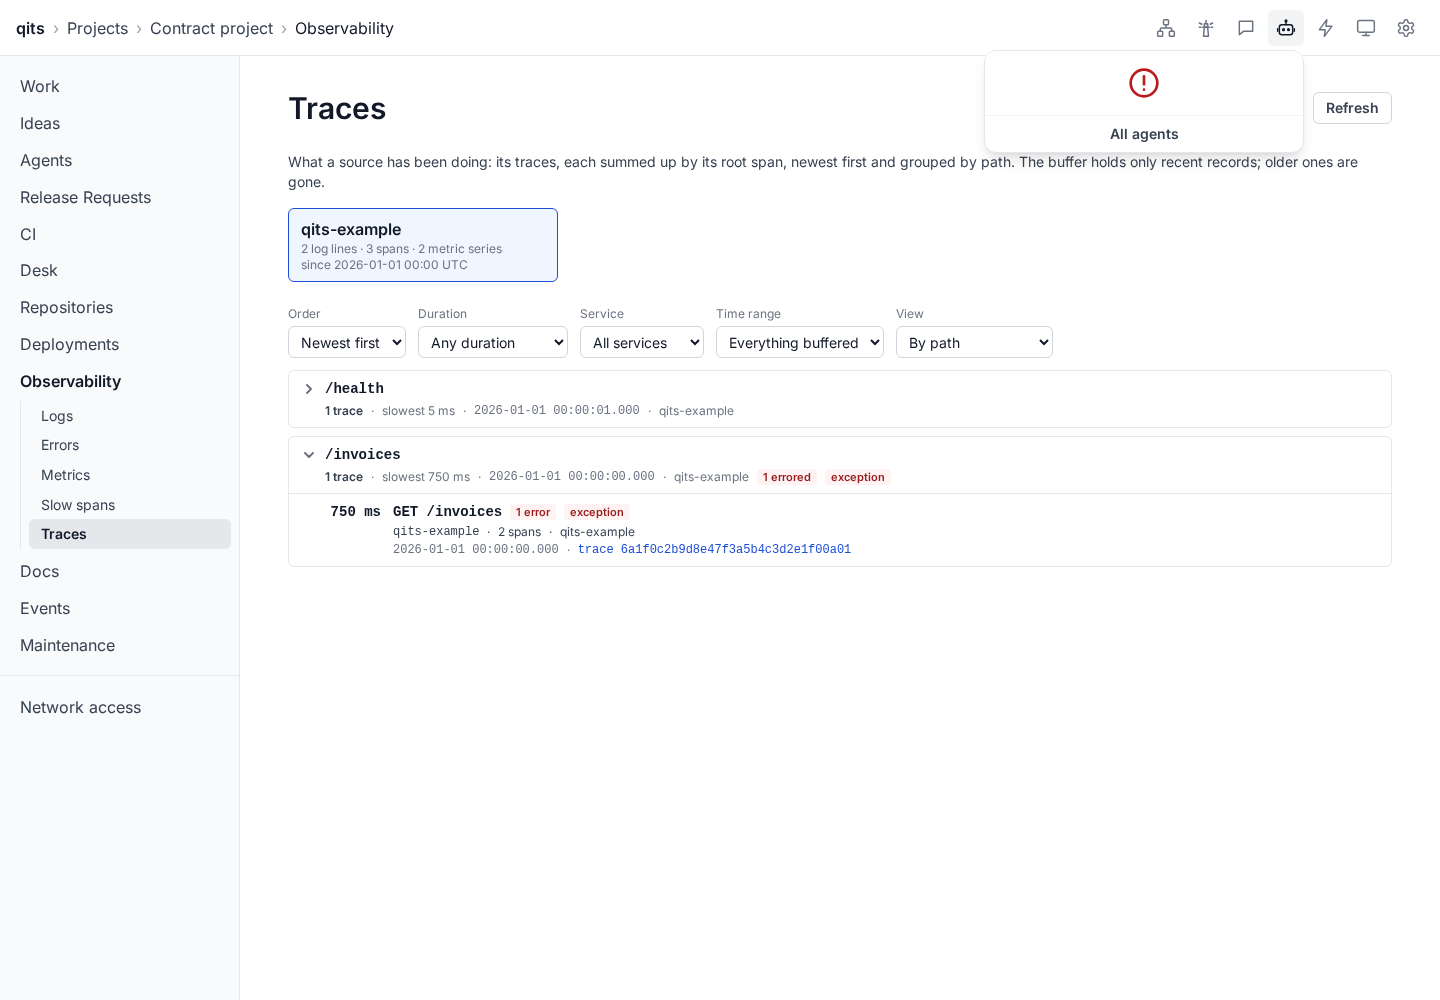 qits › Projects › Contract project › Observability
All agents
Work
Ideas
Agents
Release Requests
CI
Desk
Repositories
Deployments
Observability
Logs
Errors
Metrics
Slow spans
Traces
Docs
Events
Maintenance
Network access
Traces
Refresh
What a source has been doing: its traces, each summed up by its root span, newest first and grouped by path. The buffer holds only recent records; older ones are
gone.
qits-example
2 log lines · 3 spans · 2 metric series
since 2026-01-01 00:00 UTC
Order Duration Service Time range View
Newest first Any duration All services Everything buffered By path
/health
1 trace · slowest 5 ms · 2026-01-01 00:00:01.000 · qits-example
/invoices
1 trace · slowest 750 ms · 2026-01-01 00:00:00.000 · qits-example 1 errored exception
750 ms GET /invoices 1 error exception
qits-example · 2 spans · qits-example
2026-01-01 00:00:00.000 · trace 6a1f0c2b9d8e47f3a5b4c3d2e1f00a01